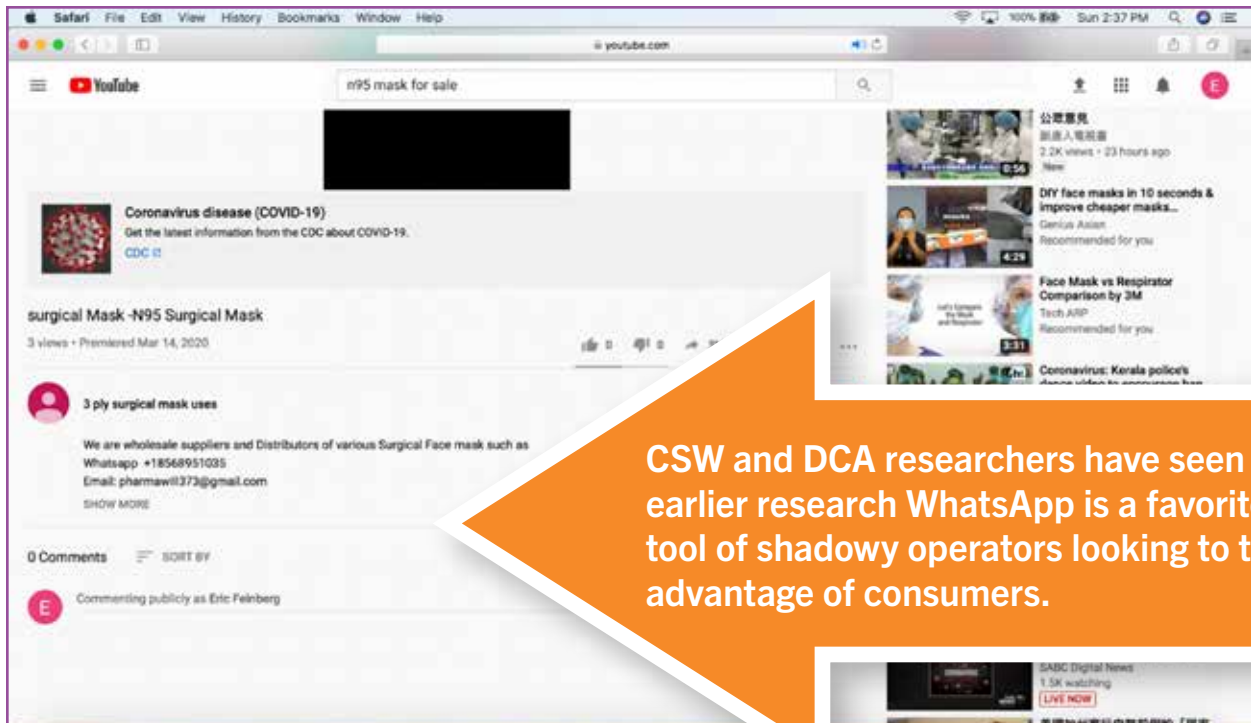 Safari File Edit View History Bookmarks Window Help 100% Sun 2:37 PM
youtube.com
YouTube
n95 mask for sale
E
公眾意見
2.2K views • 23 hours ago
New
0:56
Coronavirus disease (COVID-19)
Get the latest information from the CDC about COVID-19.
CDC
DIY face masks in 10 seconds &
improve cheaper masks...
Genius Asian
Recommended for you
4:29
surgical Mask -N95 Surgical Mask
3 views • Premiered Mar 14, 2020
0 0
Face Mask vs Respirator
Comparison by 3M
Tech ARP
Recommended for you
3:31
Coronavirus: Kerala police's
3 ply surgical mask uses
We are wholesale suppliers and Distributors of various Surgical Face mask such as
Whatsapp +18568951035
Email: pharmawill373@gmail.com
SHOW MORE
0 Comments SORT BY
E
Commenting publicly as Eric Feinberg
CSW and DCA researchers have seen
earlier research WhatsApp is a favorit
tool of shadowy operators looking to t
advantage of consumers.
SABC Digital News
1.5K watching
LIVE NOW